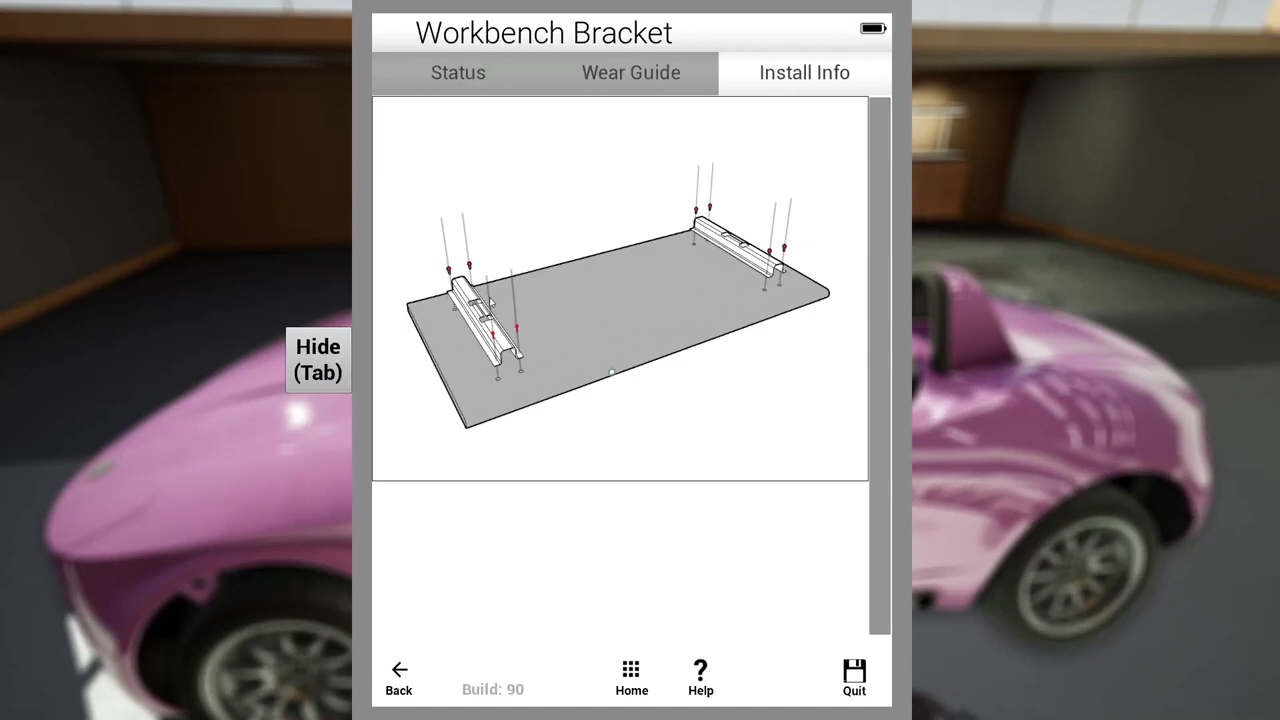 Workbench Bracket
Status
Wear Guide
Install Info
Hide
(Tab)
Back
Build: 90
Home
Help
Quit